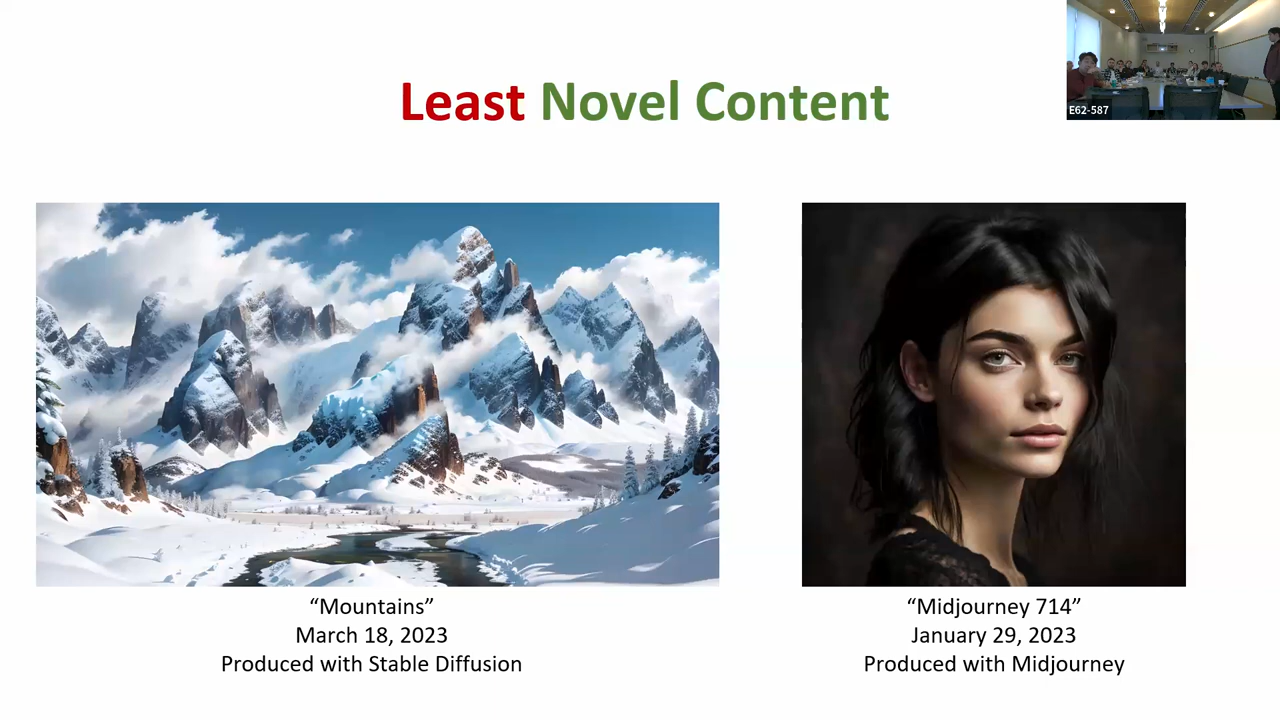 Least Novel Content
E62-587
“Mountains”
March 18, 2023
Produced with Stable Diffusion
“Midjourney 714”
January 29, 2023
Produced with Midjourney